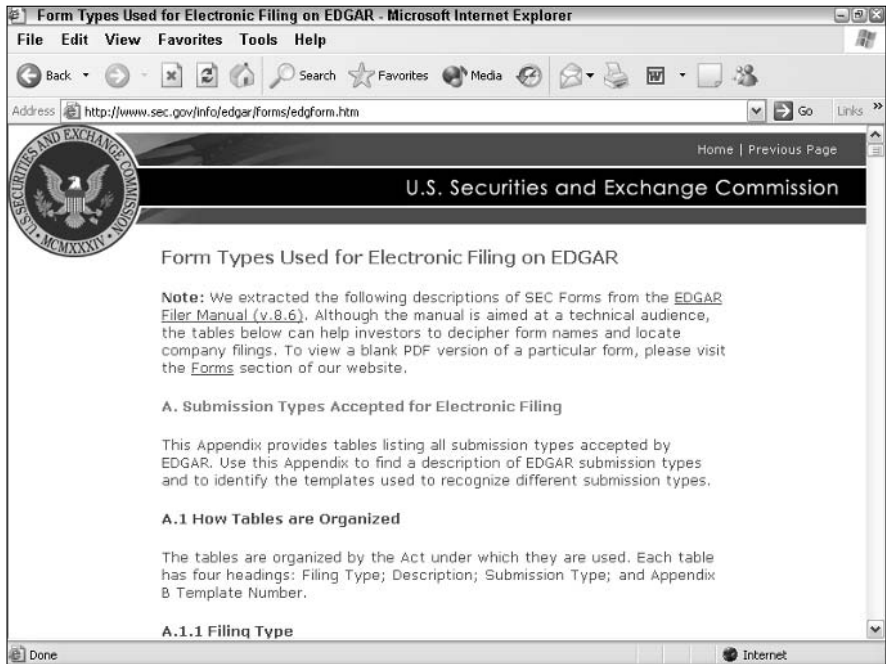 Form Types Used for Electronic Filing on EDGAR - Microsoft Internet Explorer
File Edit View Favorites Tools Help
Back Search Favorites Media
Address http://www.sec.gov/info/edgar/forms/edgform.htm Go Links »
U.S. SECURITIES AND EXCHANGE COMMISSION
MCMXXXIV
Home | Previous Page
U.S. Securities and Exchange Commission
Form Types Used for Electronic Filing on EDGAR
Note: We extracted the following descriptions of SEC Forms from the EDGAR
Filer Manual (v.8.6). Although the manual is aimed at a technical audience,
the tables below can help investors to decipher form names and locate
company filings. To view a blank PDF version of a particular form, please visit
the Forms section of our website.
A. Submission Types Accepted for Electronic Filing
This Appendix provides tables listing all submission types accepted by
EDGAR. Use this Appendix to find a description of EDGAR submission types
and to identify the templates used to recognize different submission types.
A.1 How Tables are Organized
The tables are organized by the Act under which they are used. Each table
has four headings: Filing Type; Description; Submission Type; and Appendix
B Template Number.
A.1.1 Filing Type
Done Internet